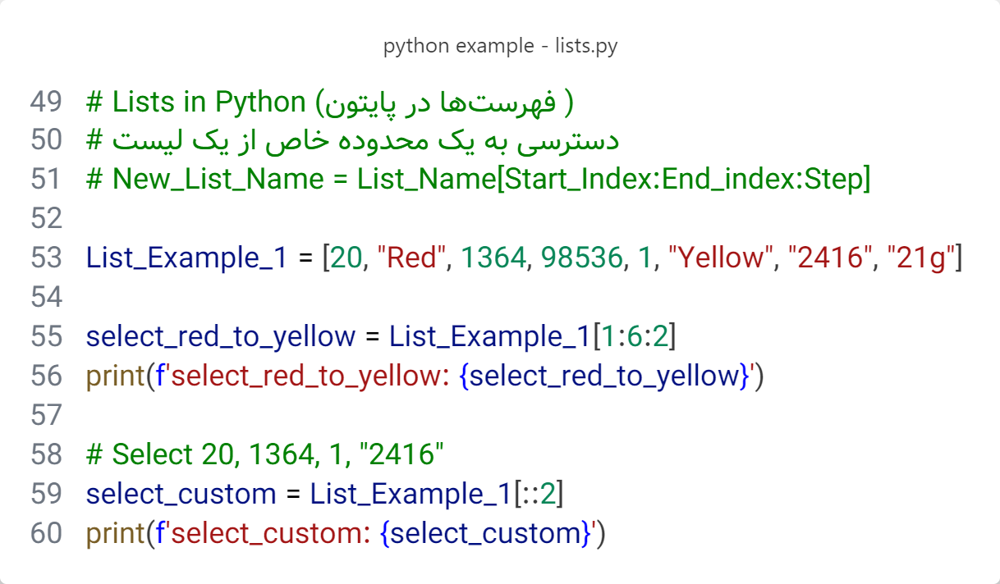 python example - lists.py
49 # Lists in Python (فهرست‌ها در پایتون )
50 # دسترسی به یک محدوده خاص از یک لیست
51 # New_List_Name = List_Name[Start_Index:End_index:Step]
52
53 List_Example_1 = [20, "Red", 1364, 98536, 1, "Yellow", "2416", "21g"]
54
55 select_red_to_yellow = List_Example_1[1:6:2]
56 print(f'select_red_to_yellow: {select_red_to_yellow}')
57
58 # Select 20, 1364, 1, "2416"
59 select_custom = List_Example_1[::2]
60 print(f'select_custom: {select_custom}')